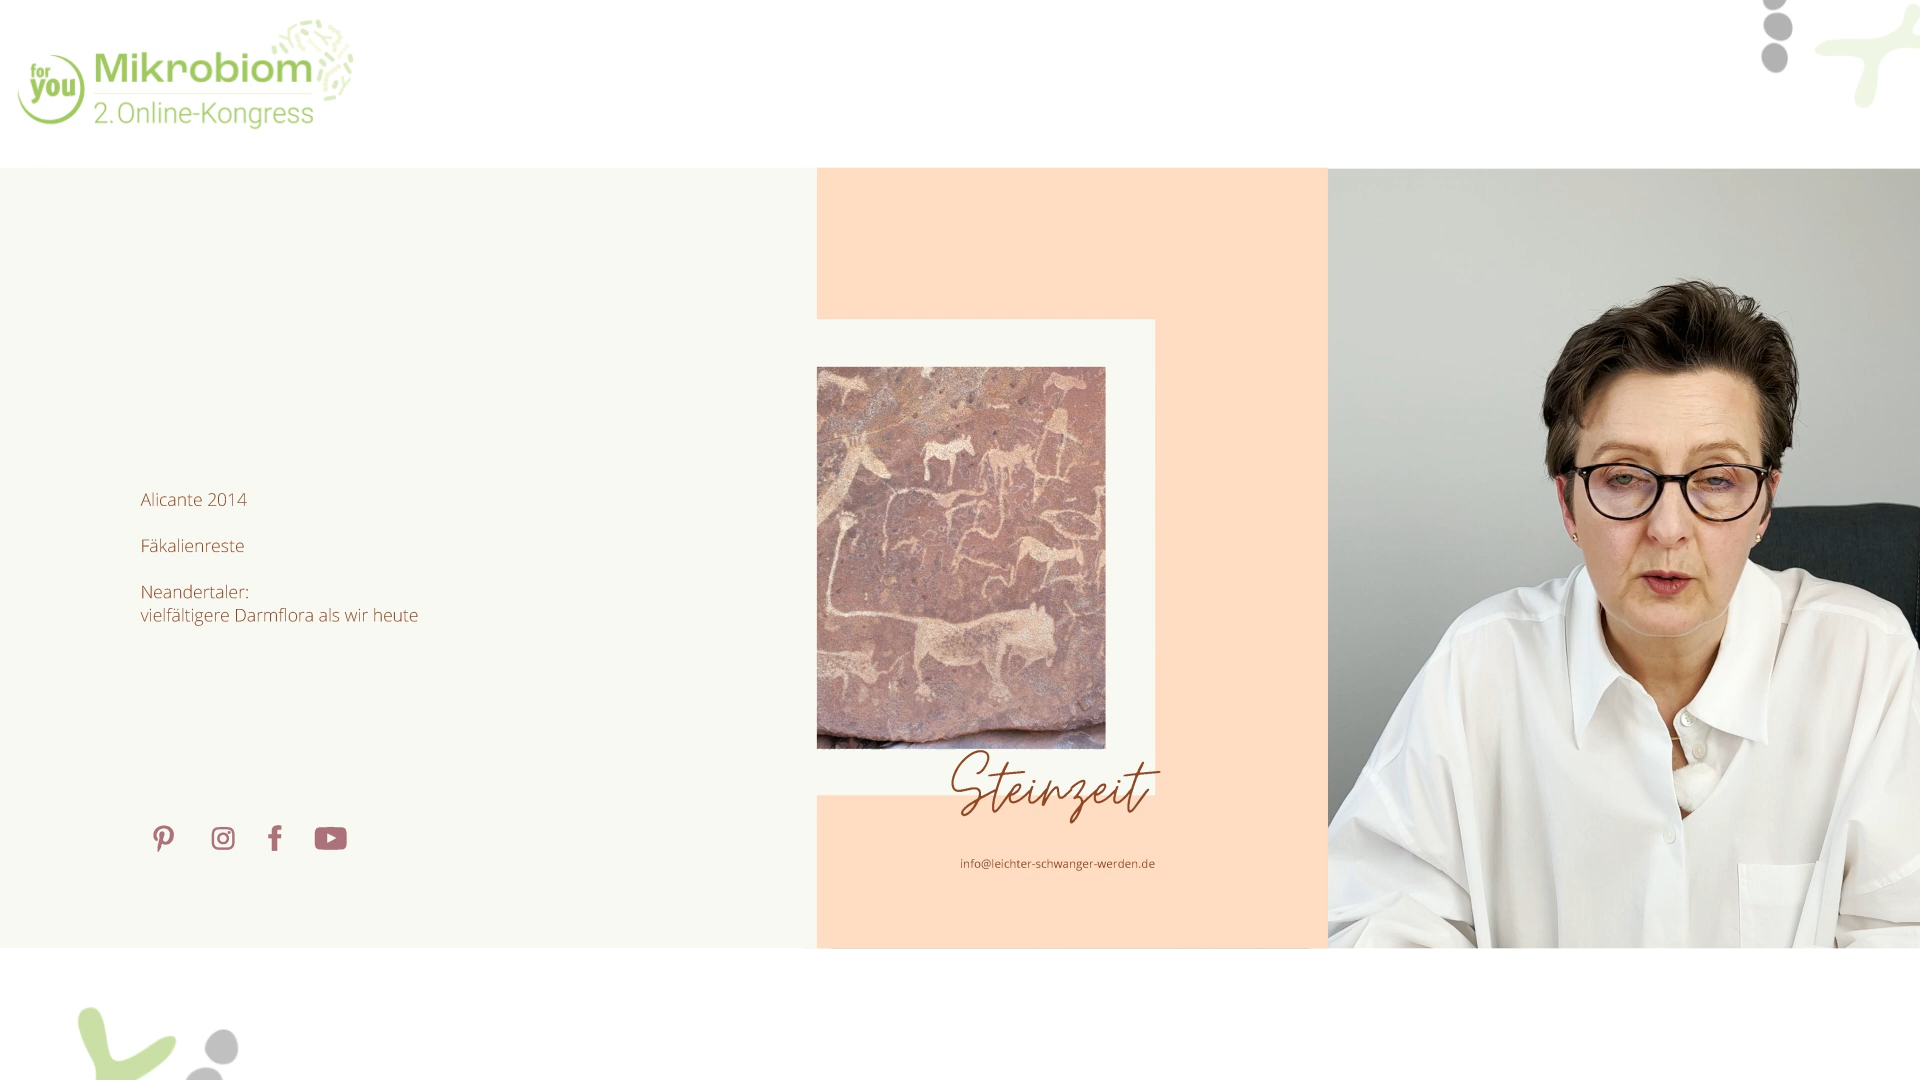 for
you
Mikrobiom
2. Online-Kongress
Alicante 2014
Fäkalienreste
Neandertaler:
vielfältigere Darmflora als wir heute
Steinzeit
info@leichter-schwanger-werden.de